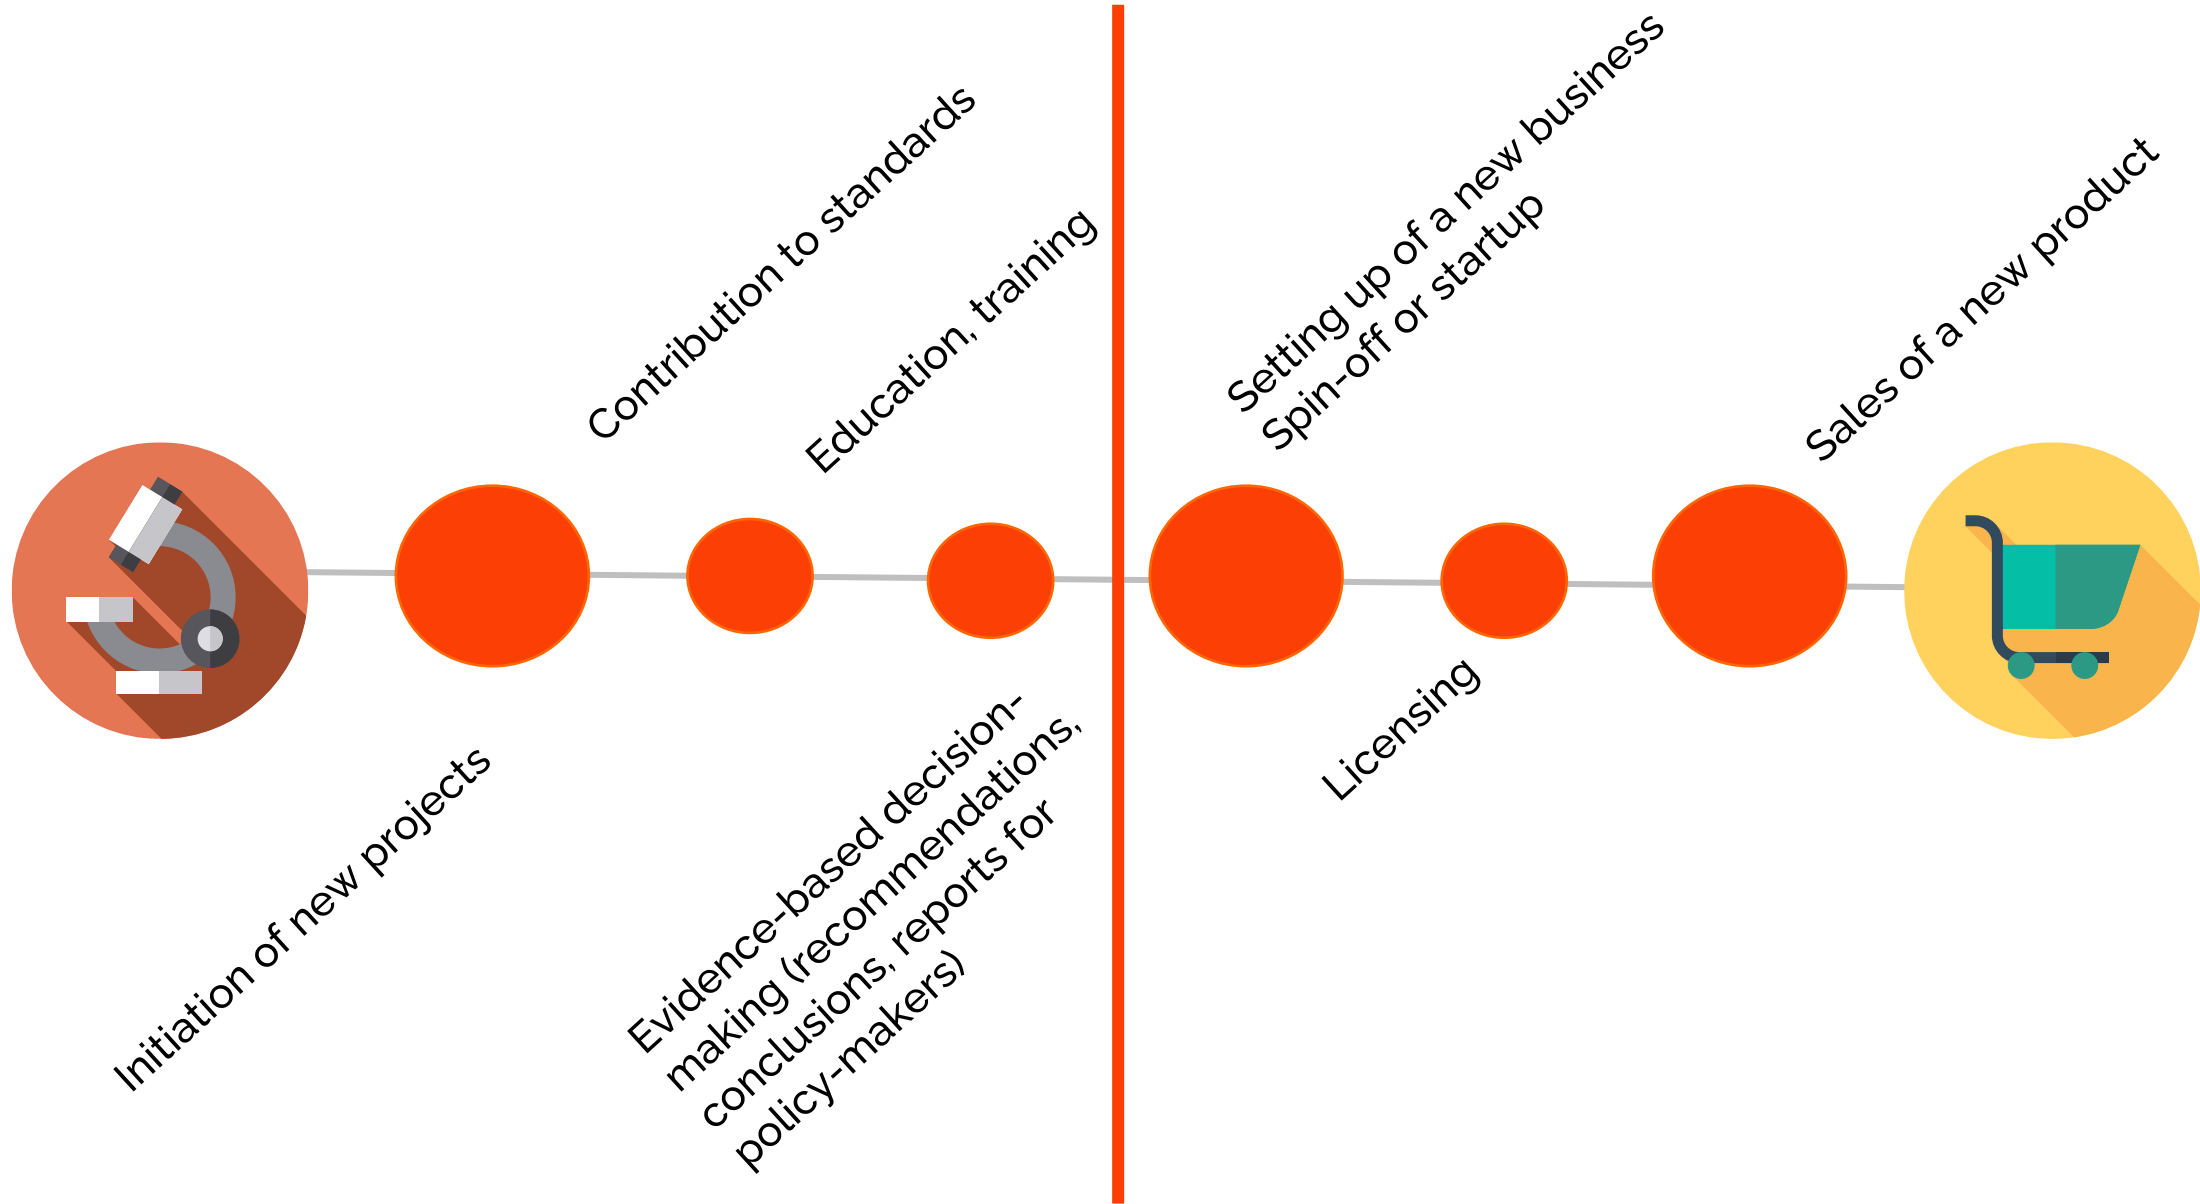 Contribution to standards
Education, training
Setting up of a new business
Spin-off or startup
Sales of a new product
Initiation of new projects
Evidence-based decision-
making (recommendations,
conclusions, reports for
policy-makers)
Licensing